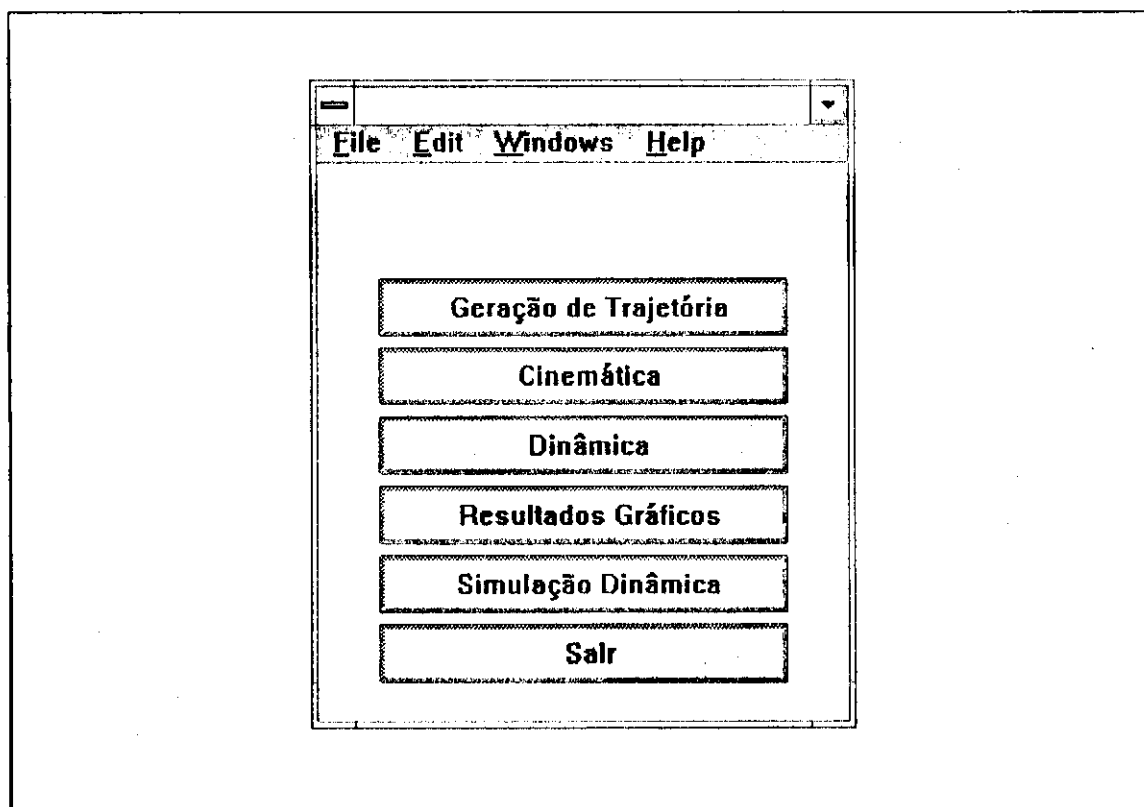 File Edit Windows Help
Geração de Trajetória
Cinemática
Dinâmica
Resultados Gráficos
Simulação Dinâmica
Sair